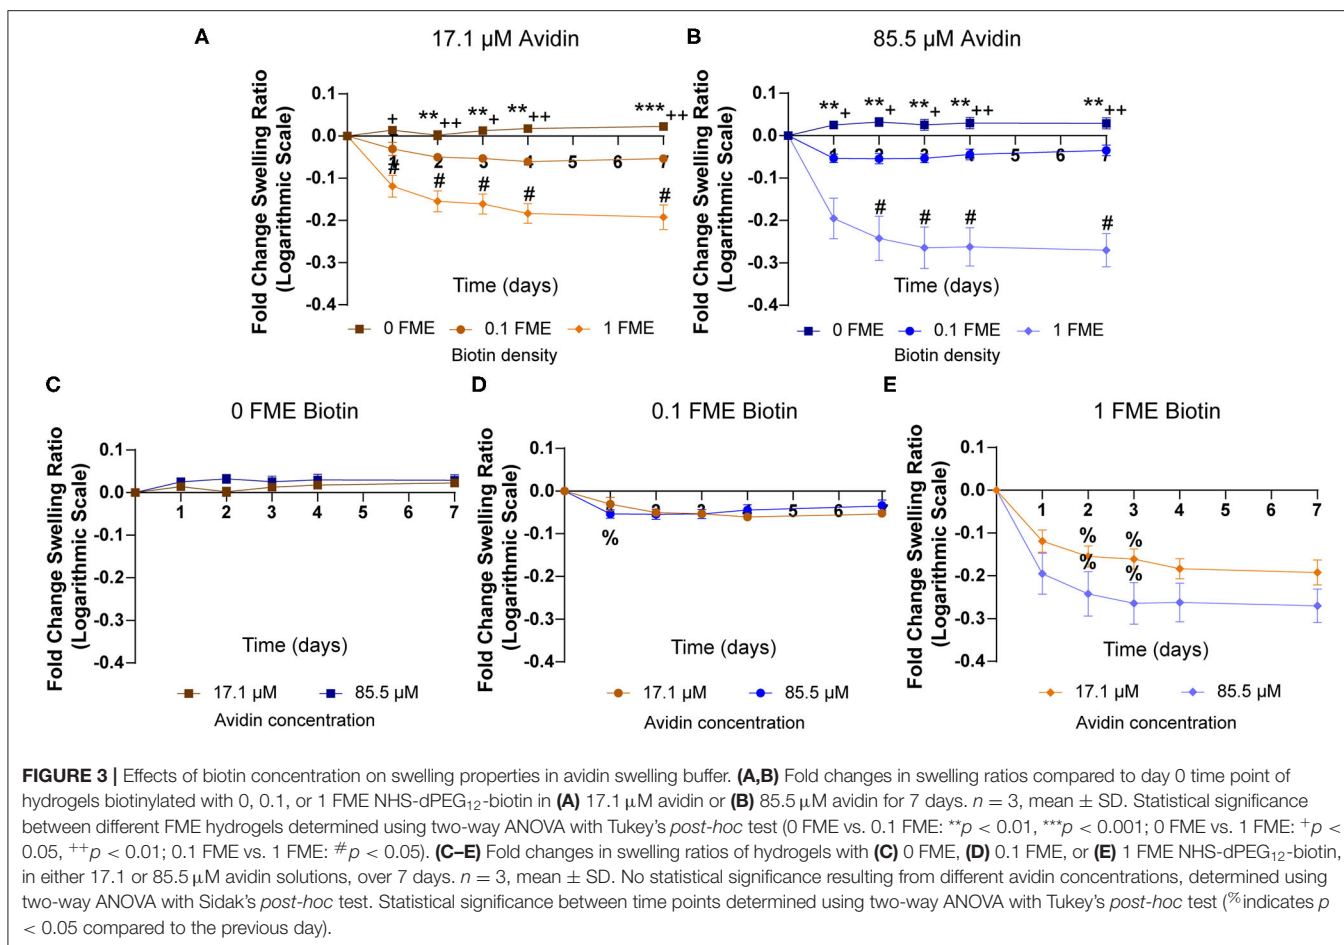 A
17.1 µM Avidin
Fold Change Swelling Ratio
(Logarithmic Scale)
0.1
0.0
-0.1
-0.2
-0.3
-0.4
+
**++
**+
**++
***++
1 2 3 4 5 6 7
#
#
#
#
#
Time (days)
0 FME 0.1 FME 1 FME
Biotin density
B
85.5 µM Avidin
Fold Change Swelling Ratio
(Logarithmic Scale)
0.1
0.0
-0.1
-0.2
-0.3
-0.4
**+
**+
**+
**++
**++
1 2 3 4 5 6 7
#
#
#
#
Time (days)
0 FME 0.1 FME 1 FME
Biotin density
C
0 FME Biotin
Fold Change Swelling Ratio
(Logarithmic Scale)
0.1
0.0
-0.1
-0.2
-0.3
-0.4
1 2 3 4 5 6 7
Time (days)
17.1 µM 85.5 µM
Avidin concentration
D
0.1 FME Biotin
Fold Change Swelling Ratio
(Logarithmic Scale)
0.1
0.0
-0.1
-0.2
-0.3
-0.4
2 3 4 5 6
%
Time (days)
17.1 µM 85.5 µM
Avidin concentration
E
1 FME Biotin
Fold Change Swelling Ratio
(Logarithmic Scale)
0.1
0.0
-0.1
-0.2
-0.3
-0.4
1 2 3 4 5 6 7
% %
% %
Time (days)
17.1 µM 85.5 µM
Avidin concentration
FIGURE 3 | Effects of biotin concentration on swelling properties in avidin swelling buffer. (A,B) Fold changes in swelling ratios compared to day 0 time point of
hydrogels biotinylated with 0, 0.1, or 1 FME NHS-dPEG12-biotin in (A) 17.1 µM avidin or (B) 85.5 µM avidin for 7 days. n = 3, mean ± SD. Statistical significance
between different FME hydrogels determined using two-way ANOVA with Tukey's post-hoc test (0 FME vs. 0.1 FME: **p < 0.01, ***p < 0.001; 0 FME vs. 1 FME: +p <
0.05, ++p < 0.01; 0.1 FME vs. 1 FME: #p < 0.05). (C–E) Fold changes in swelling ratios of hydrogels with (C) 0 FME, (D) 0.1 FME, or (E) 1 FME NHS-dPEG12-biotin,
in either 17.1 or 85.5 µM avidin solutions, over 7 days. n = 3, mean ± SD. No statistical significance resulting from different avidin concentrations, determined using
two-way ANOVA with Sidak's post-hoc test. Statistical significance between time points determined using two-way ANOVA with Tukey's post-hoc test (%indicates p
< 0.05 compared to the previous day).